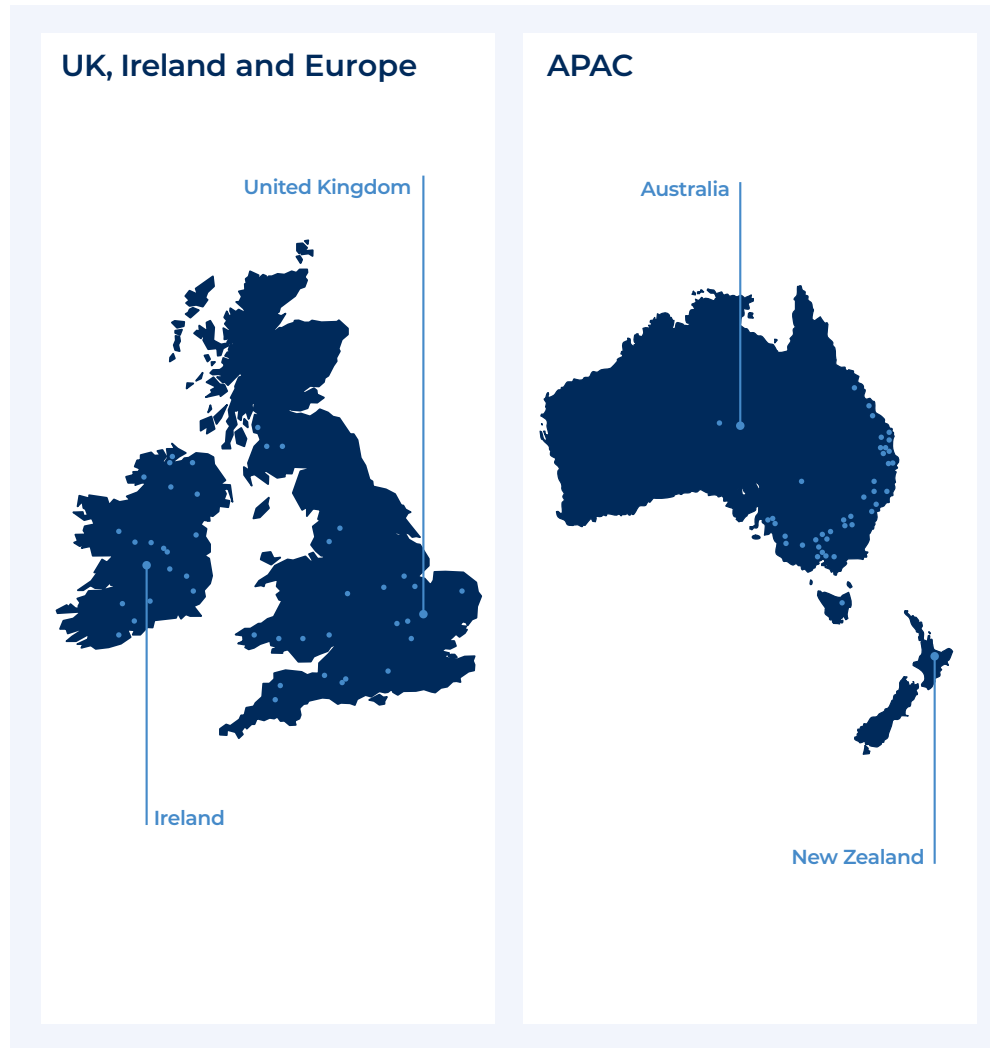 UK, Ireland and Europe
United Kingdom
Ireland
APAC
Australia
New Zealand